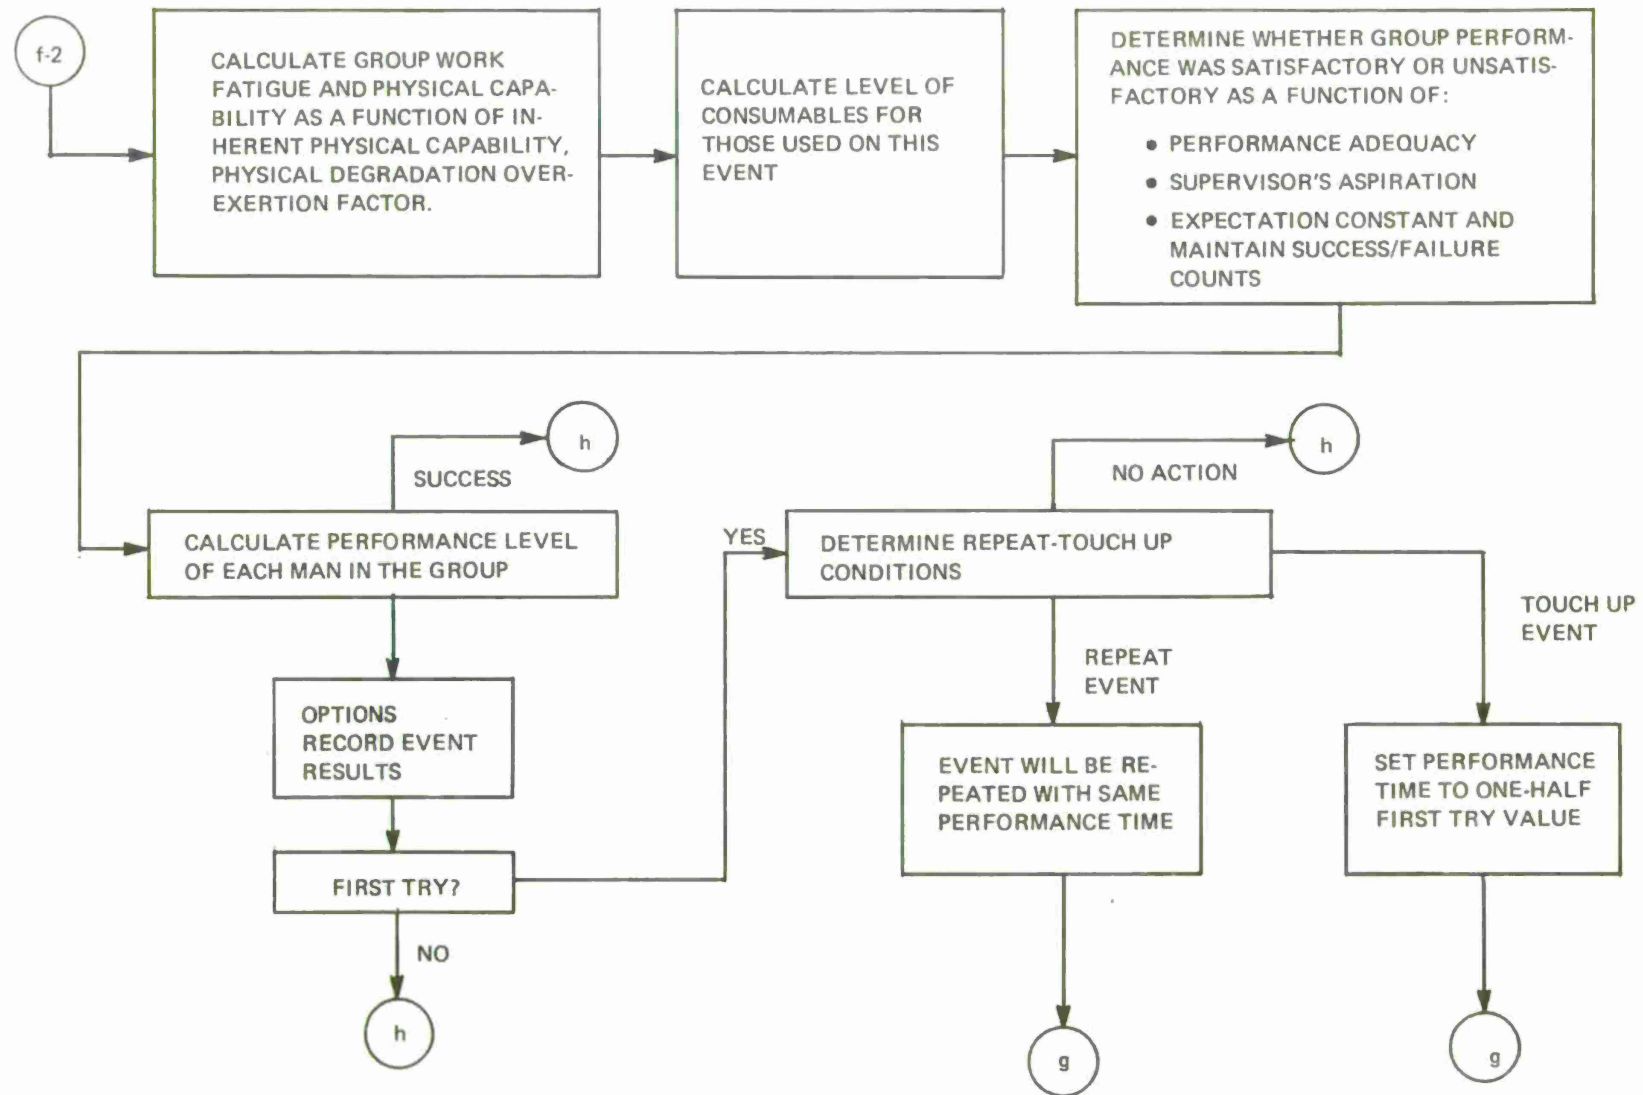 f-2
CALCULATE GROUP WORK
FATIGUE AND PHYSICAL CAPA-
BILITY AS A FUNCTION OF IN-
HERENT PHYSICAL CAPABILITY,
PHYSICAL DEGRADATION OVER-
EXERTION FACTOR.
CALCULATE LEVEL OF
CONSUMABLES FOR
THOSE USED ON THIS
EVENT
DETERMINE WHETHER GROUP PERFORM-
ANCE WAS SATISFACTORY OR UNSATIS-
FACTORY AS A FUNCTION OF:
• PERFORMANCE ADEQUACY
• SUPERVISOR'S ASPIRATION
• EXPECTATION CONSTANT AND
MAINTAIN SUCCESS/FAILURE
COUNTS
h
SUCCESS
CALCULATE PERFORMANCE LEVEL
OF EACH MAN IN THE GROUP
OPTIONS
RECORD EVENT
RESULTS
FIRST TRY?
NO
h
YES
h
NO ACTION
DETERMINE REPEAT-TOUCH UP
CONDITIONS
REPEAT
EVENT
EVENT WILL BE RE-
PEATED WITH SAME
PERFORMANCE TIME
g
TOUCH UP
EVENT
SET PERFORMANCE
TIME TO ONE-HALF
FIRST TRY VALUE
g